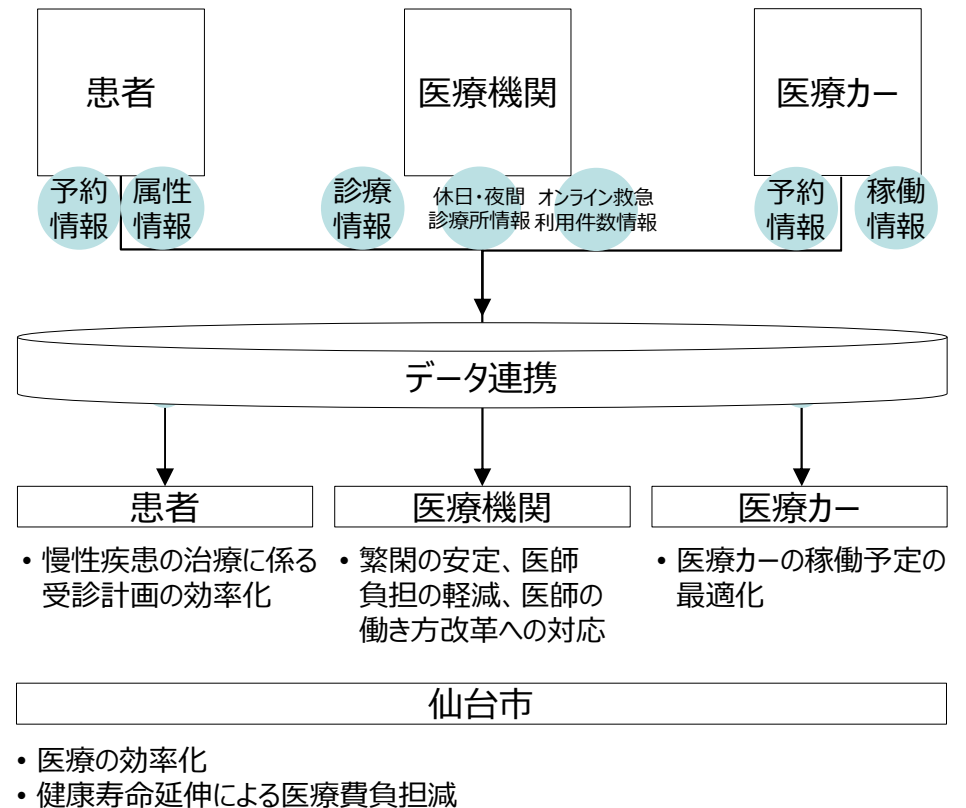 患者
医療機関
医療カー
予約
情報
属性
情報
診療
情報
休日・夜間
診療所情報
オンライン救急
利用件数情報
予約
情報
稼働
情報
データ連携
患者
医療機関
医療カー
• 慢性疾患の治療に係る
受診計画の効率化
• 繁閑の安定、医師
負担の軽減、医師の
働き方改革への対応
• 医療カーの稼働予定の
最適化
仙台市
• 医療の効率化
• 健康寿命延伸による医療費負担減